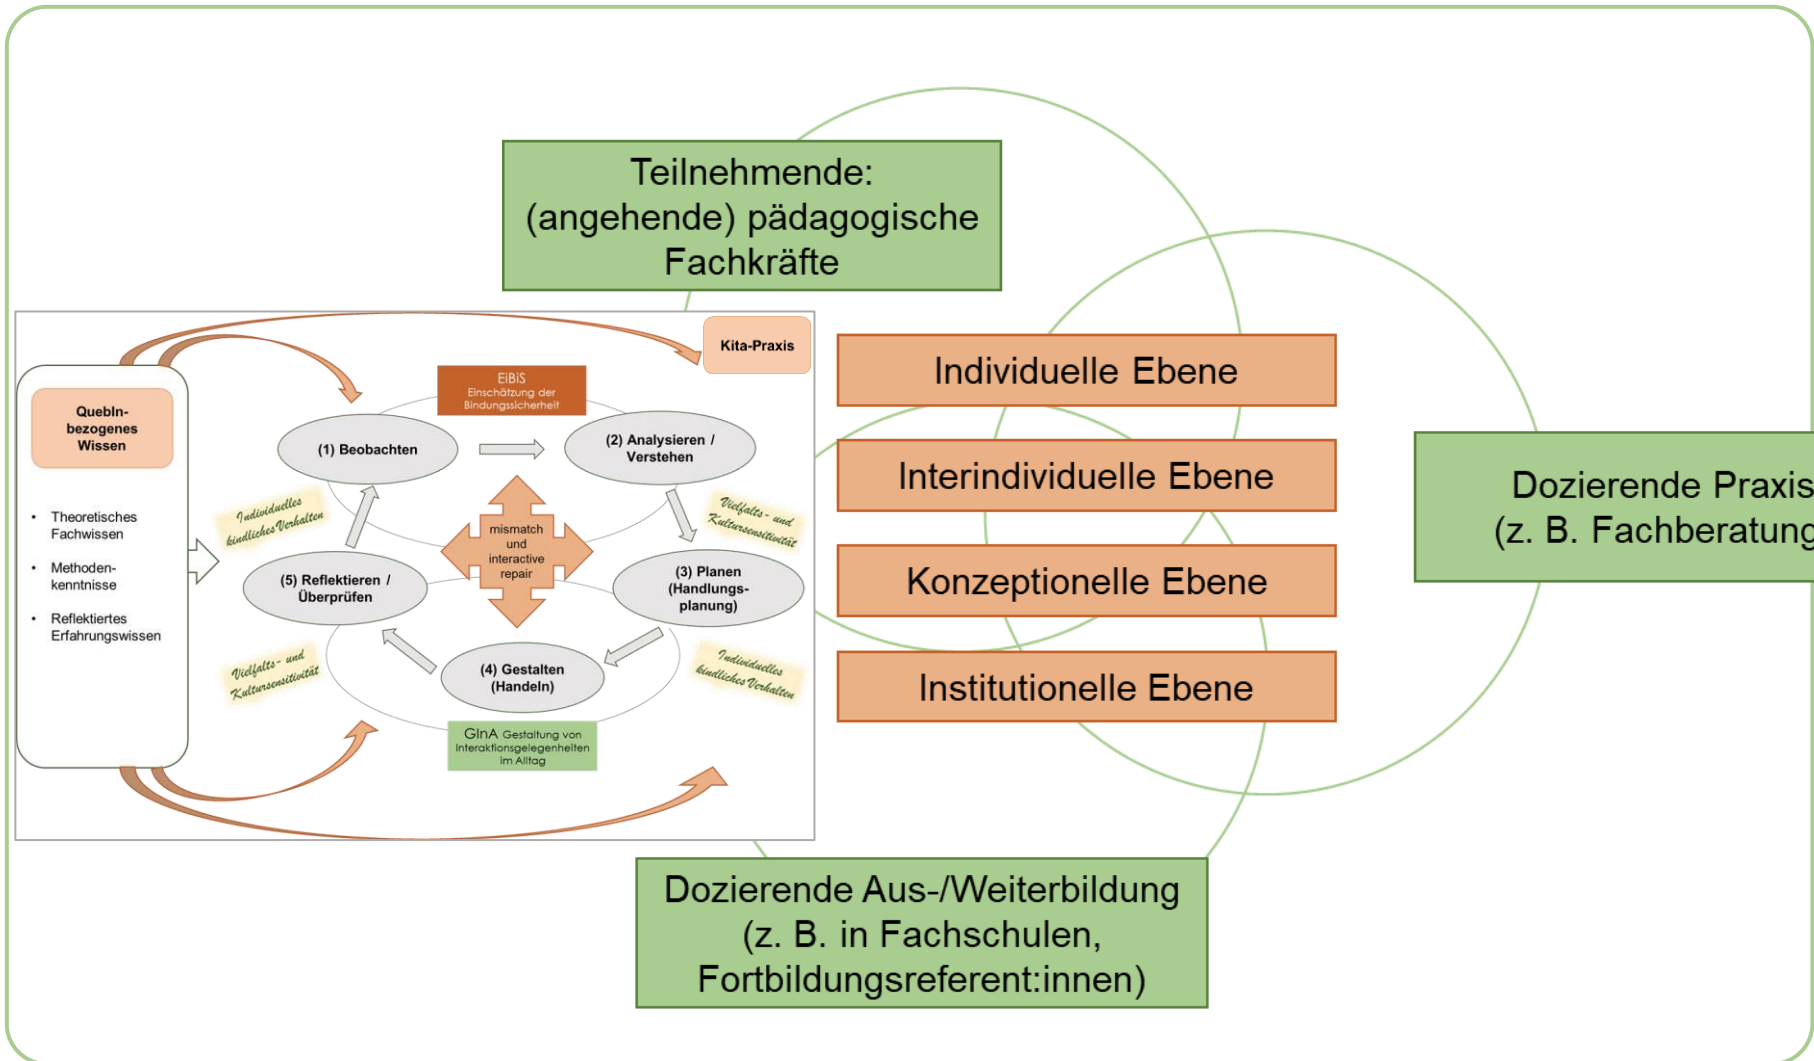 Teilnehmende:
(angehende) pädagogische
Fachkräfte
Kita-Praxis
QuebIn-
bezogenes
Wissen
• Theoretisches
Fachwissen
• Methoden-
kenntnisse
• Reflektiertes
Erfahrungswissen
EiBiS
Einschätzung der
Bindungssicherheit
(1) Beobachten
(2) Analysieren /
Verstehen
Individuelles
kindliches Verhalten
Vielfalts- und
Kultursensitivität
mismatch
und
interactive
repair
(5) Reflektieren /
Überprüfen
(3) Planen
(Handlungs-
planung)
Vielfalts- und
Kultursensitivität
(4) Gestalten
(Handeln)
Individuelles
kindliches Verhalten
GInA Gestaltung von
Interaktionsgelegenheiten
im Alltag
Individuelle Ebene
Interindividuelle Ebene
Konzeptionelle Ebene
Institutionelle Ebene
Dozierende Praxis
(z. B. Fachberatung
Dozierende Aus-/Weiterbildung
(z. B. in Fachschulen,
Fortbildungsreferent:innen)